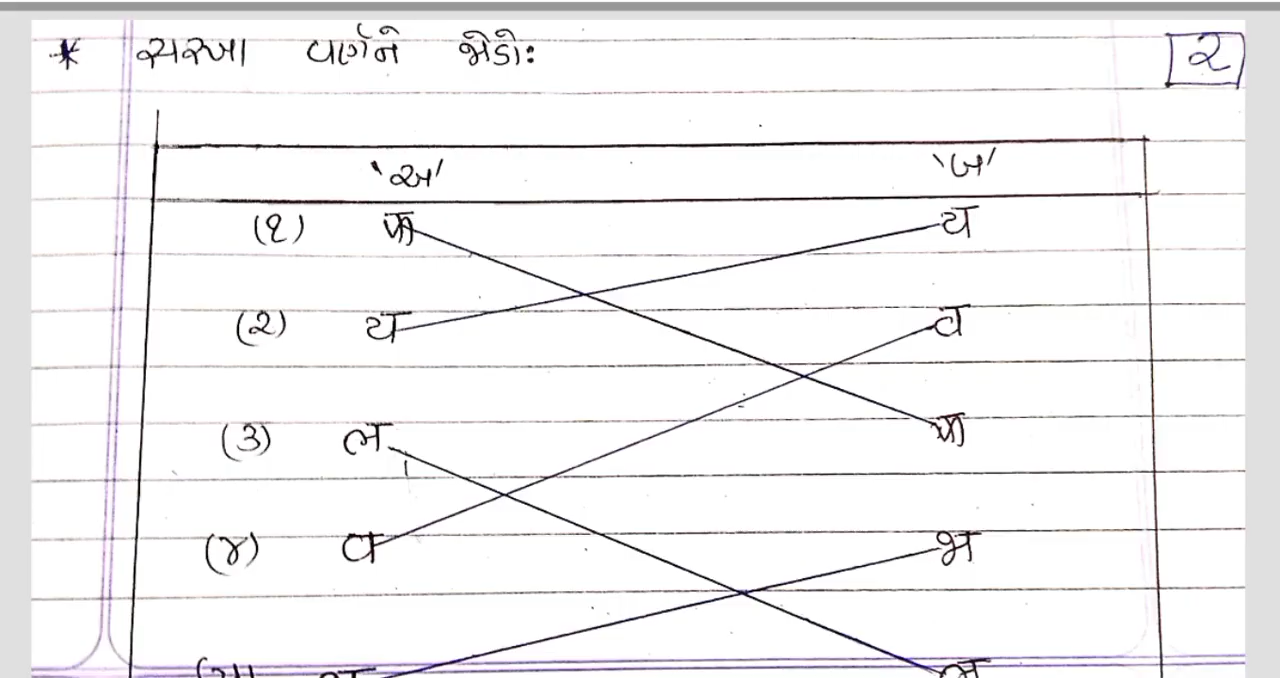 * સરખા વર્ણને જોડો: ૨
'અ' 'બ'
(૧) फ य
(૨) य व
(૩) ल फ
(૪) व भ
ल